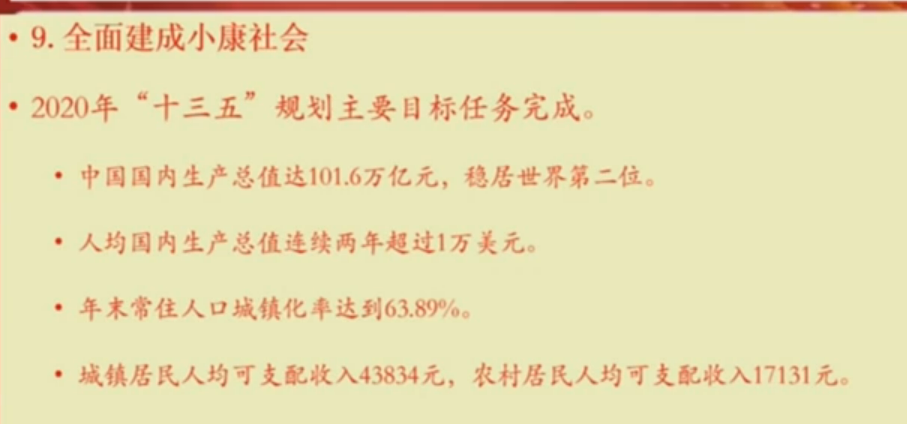 • 9. 全面建成小康社会
• 2020年“十三五”规划主要目标任务完成。
• 中国国内生产总值达101.6万亿元，稳居世界第二位。
• 人均国内生产总值连续两年超过1万美元。
• 年末常住人口城镇化率达到63.89%。
• 城镇居民人均可支配收入43834元，农村居民人均可支配收入17131元。